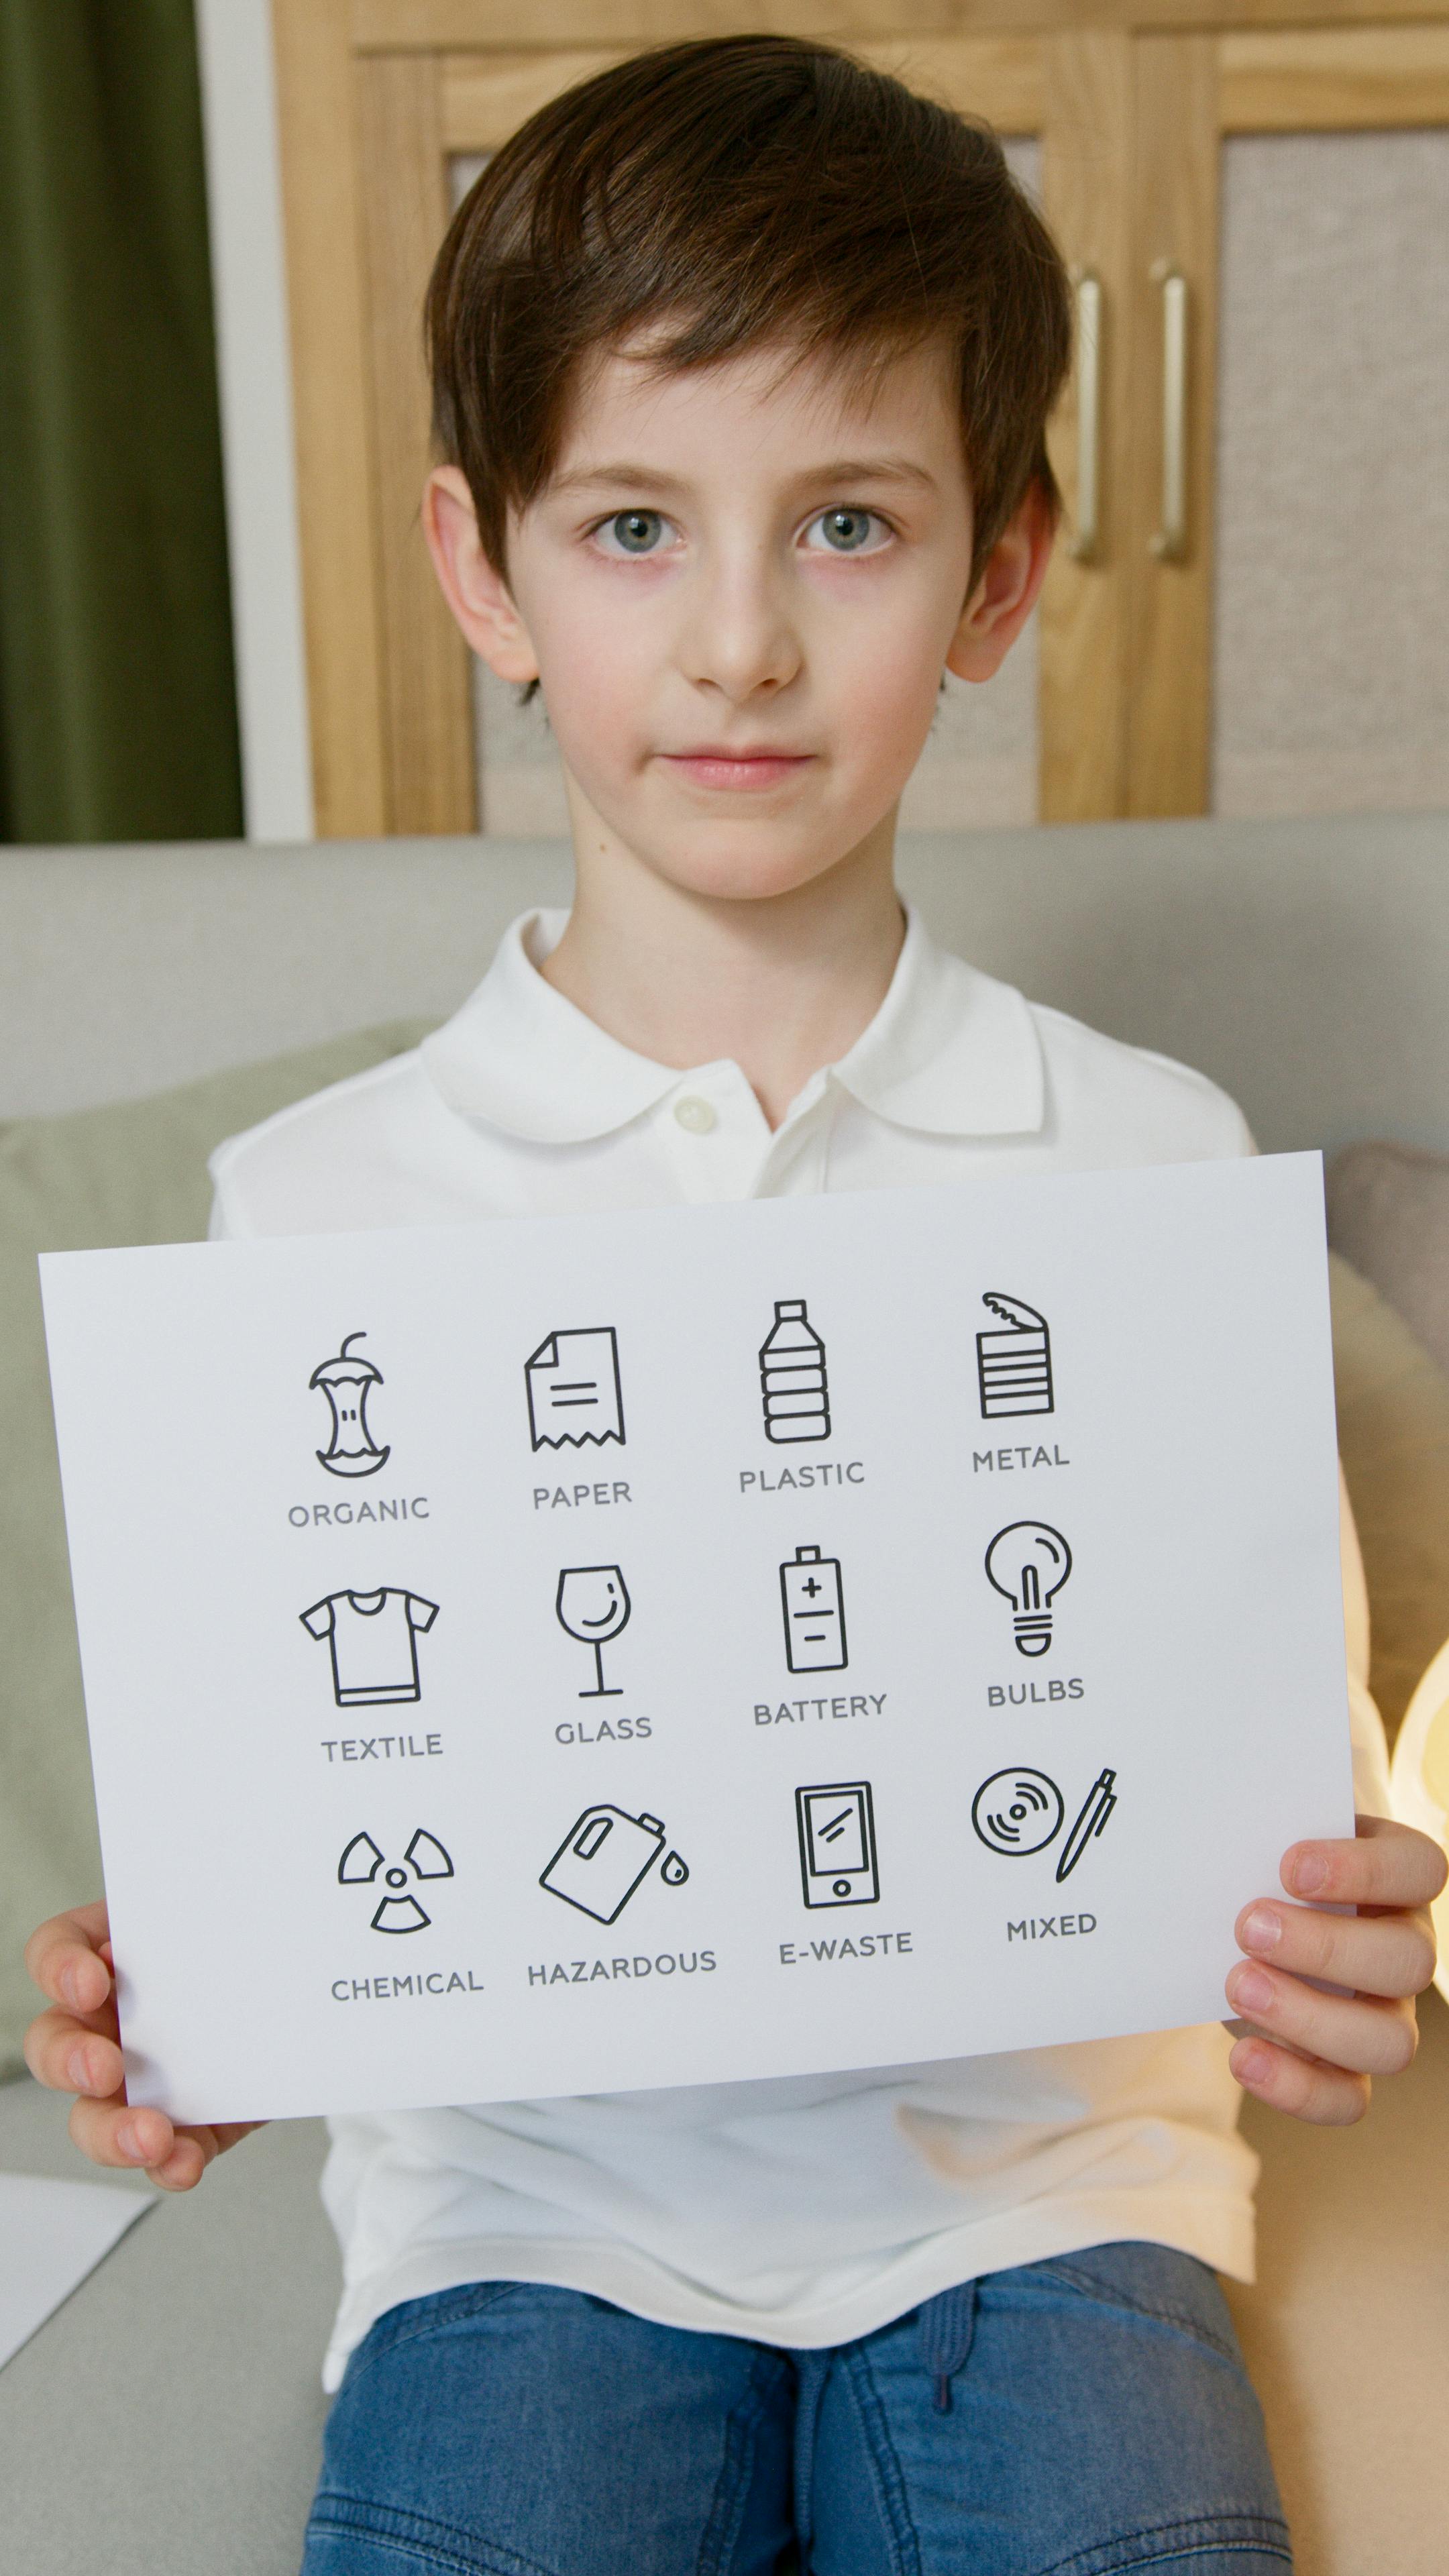 ORGANIC PAPER PLASTIC METAL
TEXTILE GLASS BATTERY BULBS
CHEMICAL HAZARDOUS E-WASTE MIXED